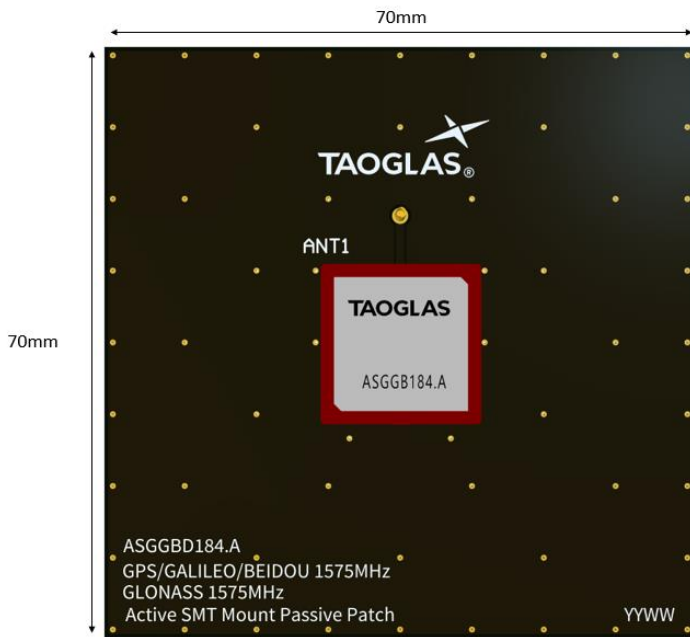 70mm
TAOGLAS®
ANT1
70mm
TAOGLAS
ASGGB184.A
ASGGBD184.A
GPS/GALILEO/BEIDOU 1575MHz
GLONASS 1575MHz
Active SMT Mount Passive Patch
YYWW